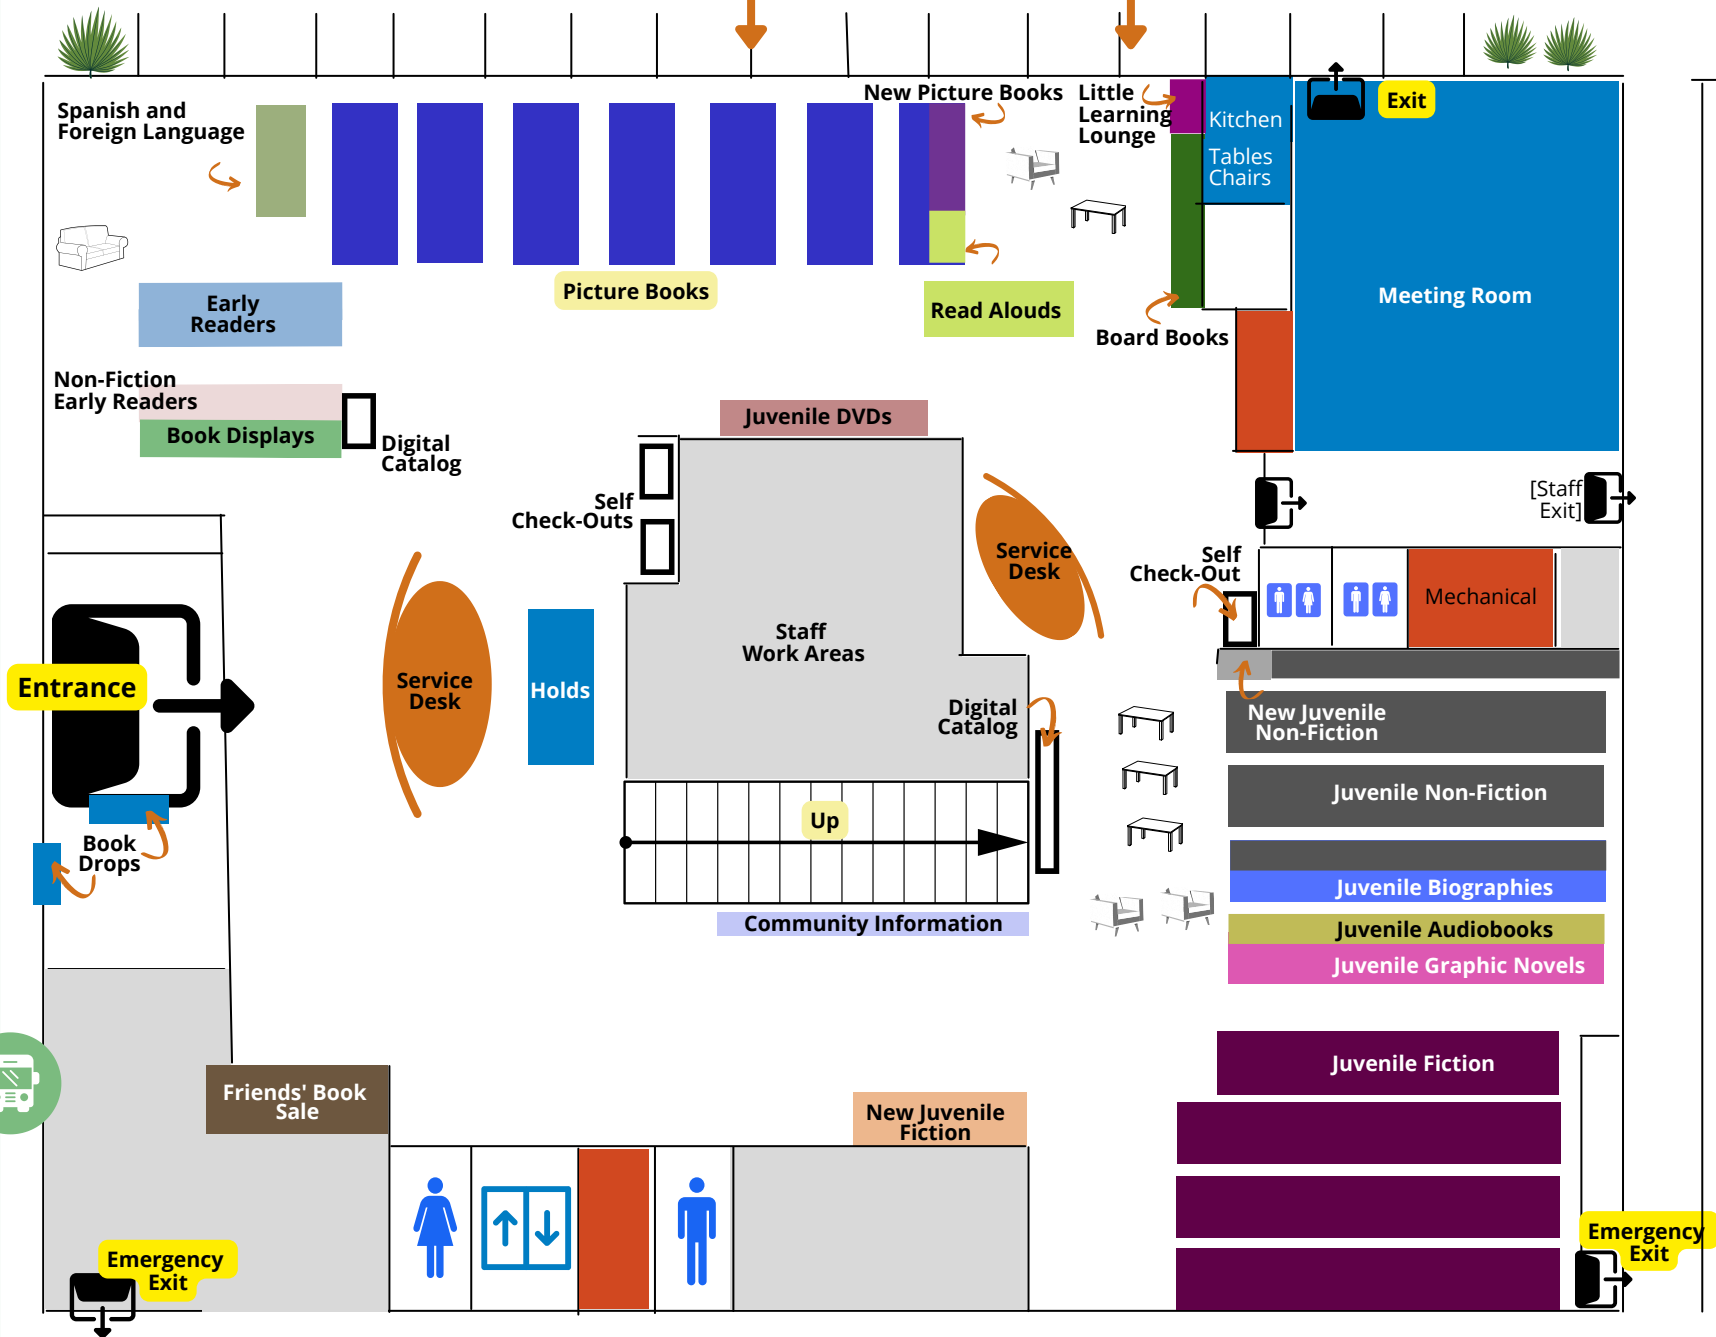 Spanish and
Foreign Language
New Picture Books
Little
Learning
Lounge
Kitchen
Tables
Chairs
Exit
Meeting Room
Picture Books
Read Alouds
Board Books
Early
Readers
Non-Fiction
Early Readers
Book Displays
Digital
Catalog
Juvenile DVDs
Self
Check-Outs
Service
Desk
[Staff
Exit]
Self
Check-Out
Mechanical
Staff
Work Areas
Entrance
Service
Desk
Holds
Digital
Catalog
New Juvenile
Non-Fiction
Juvenile Non-Fiction
Up
Book
Drops
Juvenile Biographies
Community Information
Juvenile Audiobooks
Juvenile Graphic Novels
Juvenile Fiction
Friends' Book
Sale
New Juvenile
Fiction
Emergency
Exit
Emergency
Exit